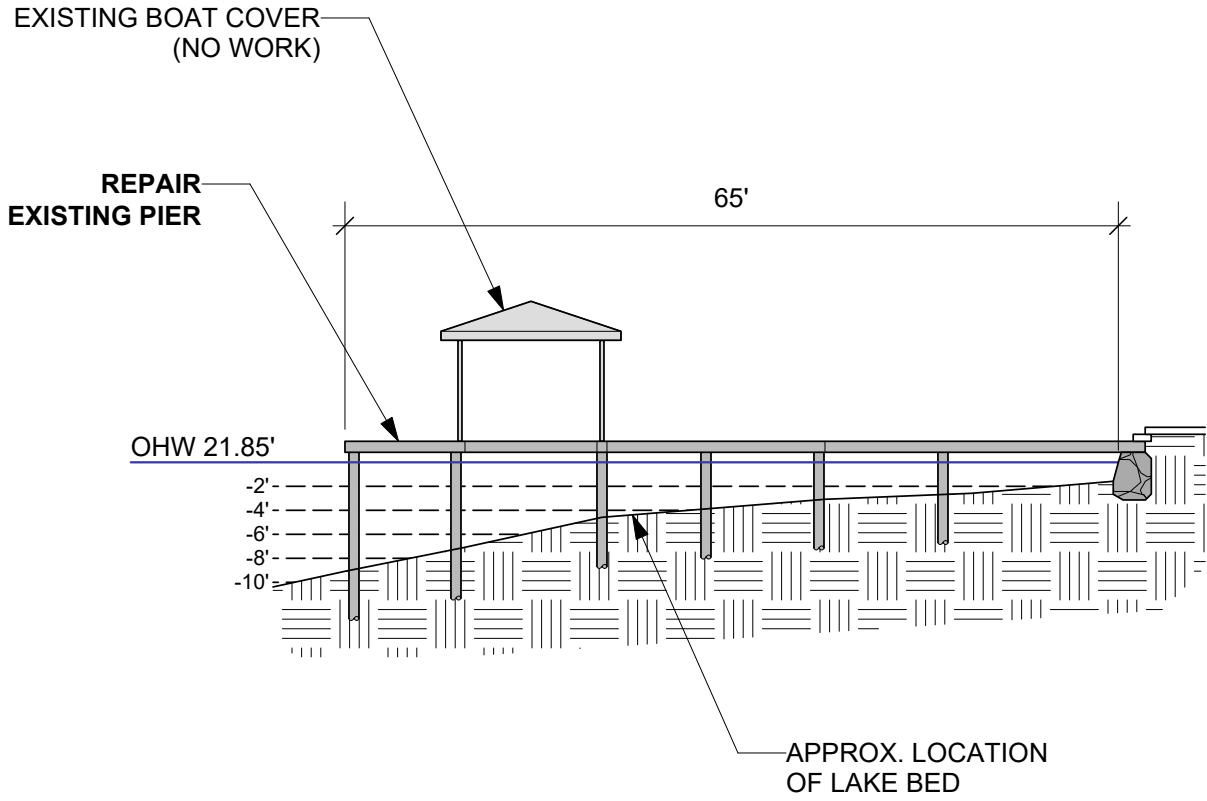 EXISTING BOAT COVER
(NO WORK)
REPAIR
EXISTING PIER
65'
OHW 21.85'
-2'
-4'
-6'
-8'
-10'
APPROX. LOCATION
OF LAKE BED